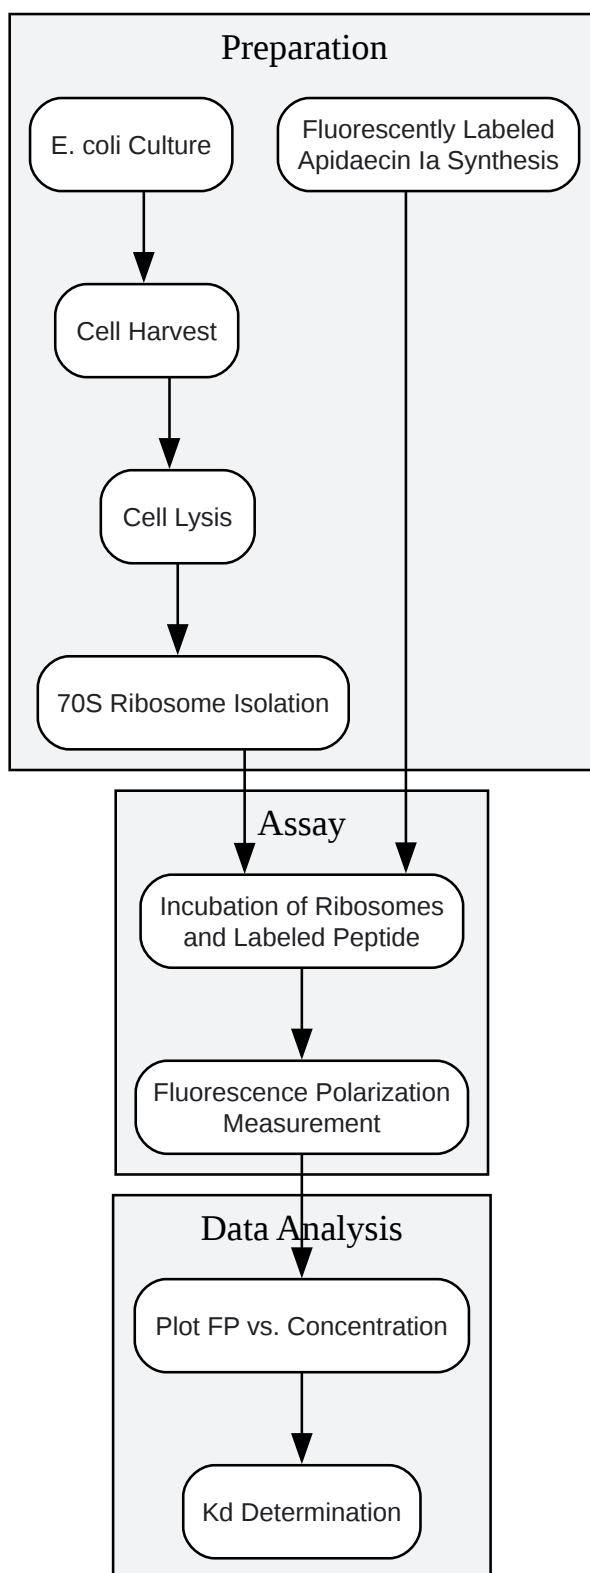 Preparation
E. coli Culture
Fluorescently Labeled
Apidaecin Ia Synthesis
Cell Harvest
Cell Lysis
70S Ribosome Isolation
Assay
Incubation of Ribosomes
and Labeled Peptide
Fluorescence Polarization
Measurement
Data Analysis
Plot FP vs. Concentration
Kd Determination